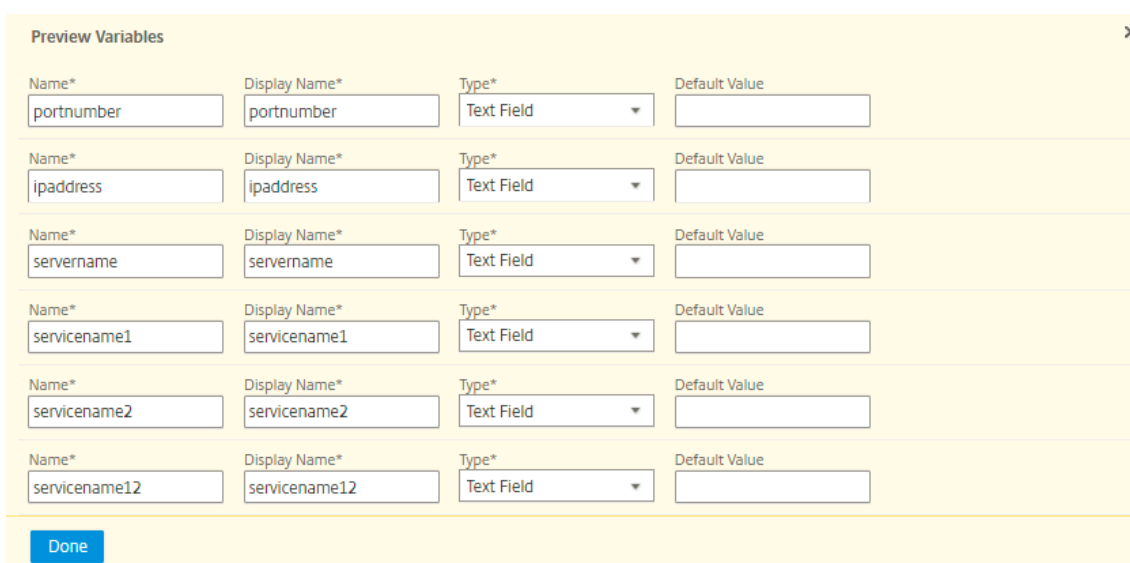 Preview Variables
Name* Display Name* Type* Default Value
portnumber portnumber Text Field
Name* Display Name* Type* Default Value
ipaddress ipaddress Text Field
Name* Display Name* Type* Default Value
servername servername Text Field
Name* Display Name* Type* Default Value
servicename1 servicename1 Text Field
Name* Display Name* Type* Default Value
servicename2 servicename2 Text Field
Name* Display Name* Type* Default Value
servicename12 servicename12 Text Field
Done